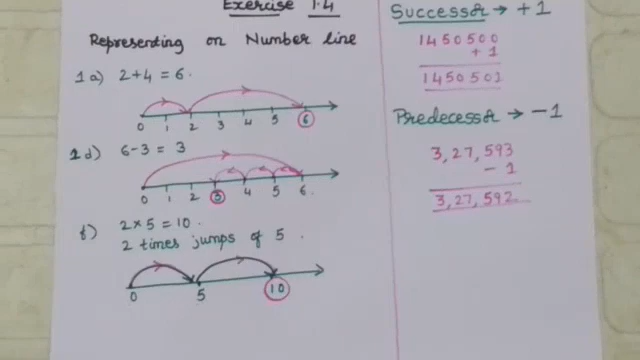 Exercise 1.4
Representing on Number line
1 a) 2+4 = 6.
0 1 2 3 4 5 6
1 d) 6-3 = 3
0 1 2 3 4 5 6.
f) 2 × 5 = 10.
2 times jumps of 5.
0 5 10
Successor → +1
1450500
+ 1
1450501
Predecessor → -1
3,27,593
- 1
3,27,592